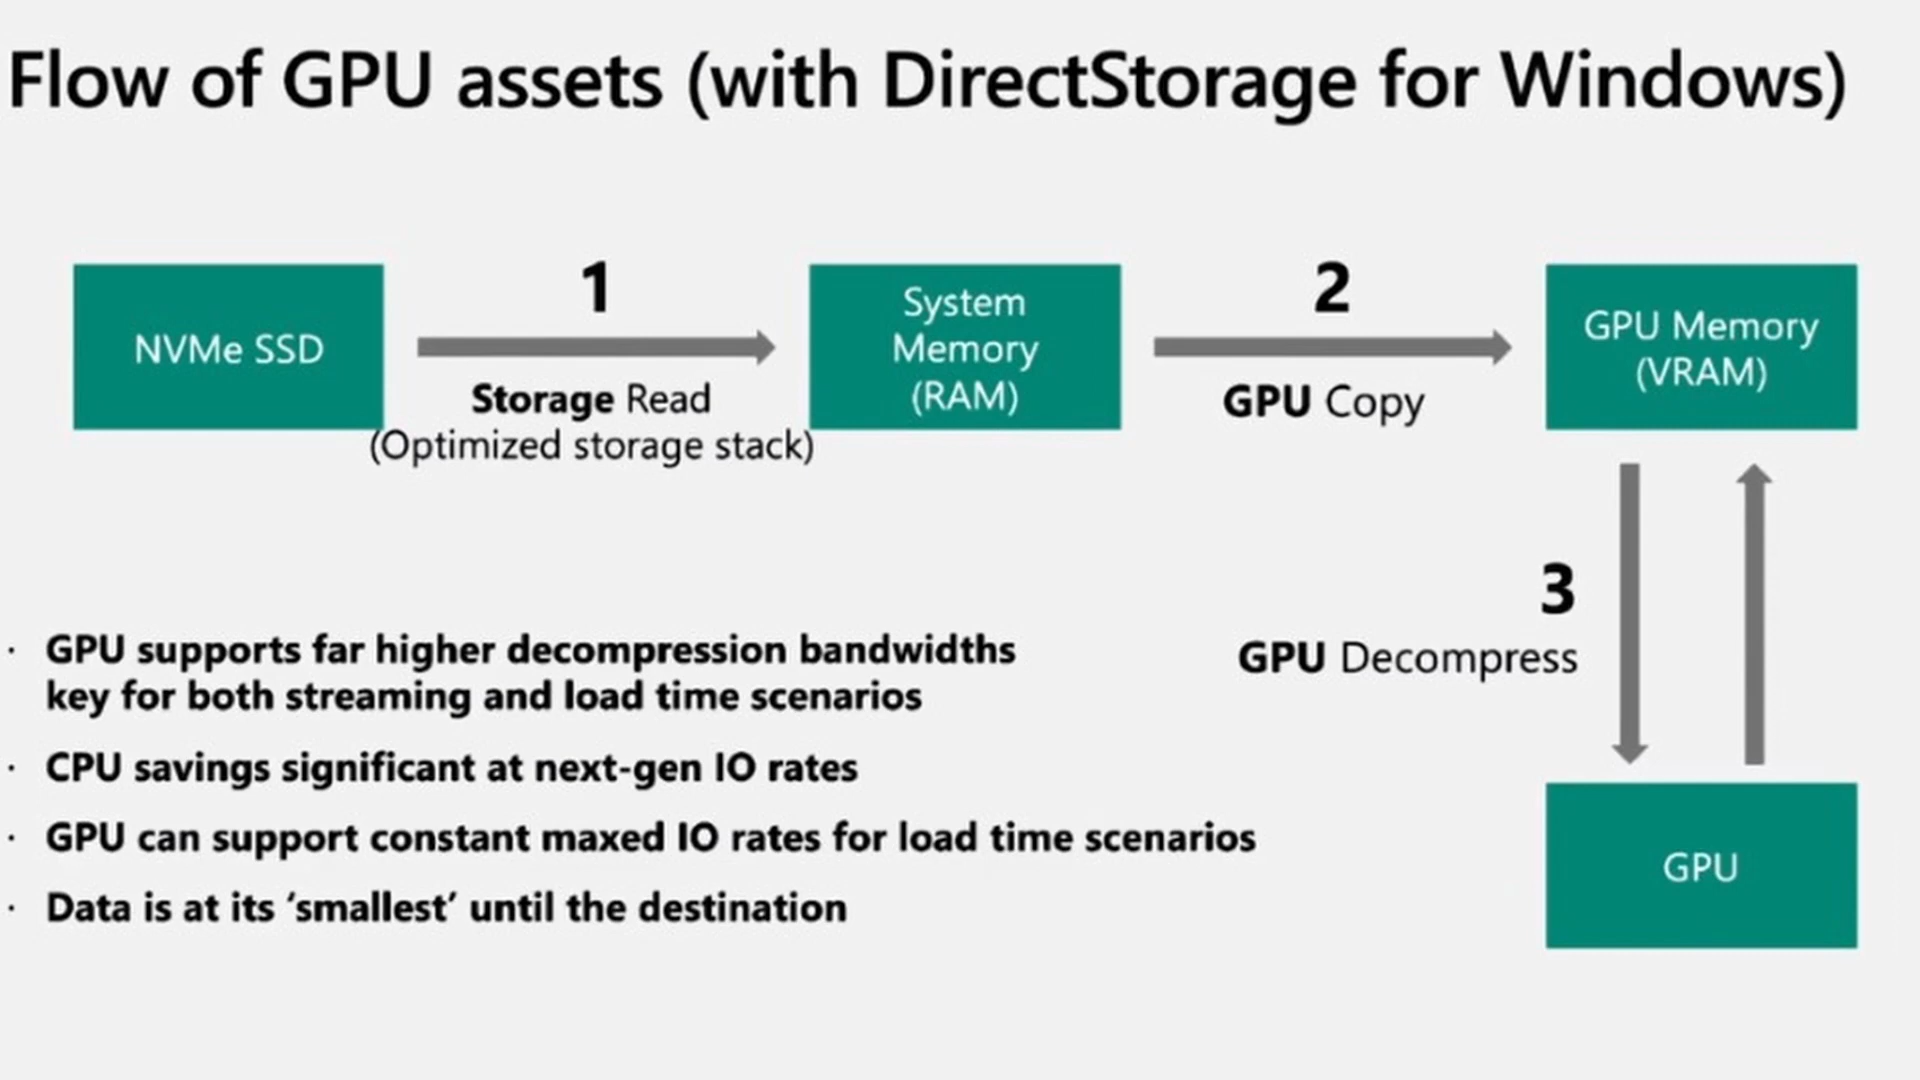 Flow of GPU assets (with DirectStorage for Windows)
NVMe SSD
1
Storage Read
(Optimized storage stack)
System
Memory
(RAM)
2
GPU Copy
GPU Memory
(VRAM)
3
GPU Decompress
GPU
· GPU supports far higher decompression bandwidths
key for both streaming and load time scenarios
· CPU savings significant at next-gen IO rates
· GPU can support constant maxed IO rates for load time scenarios
· Data is at its ‘smallest’ until the destination